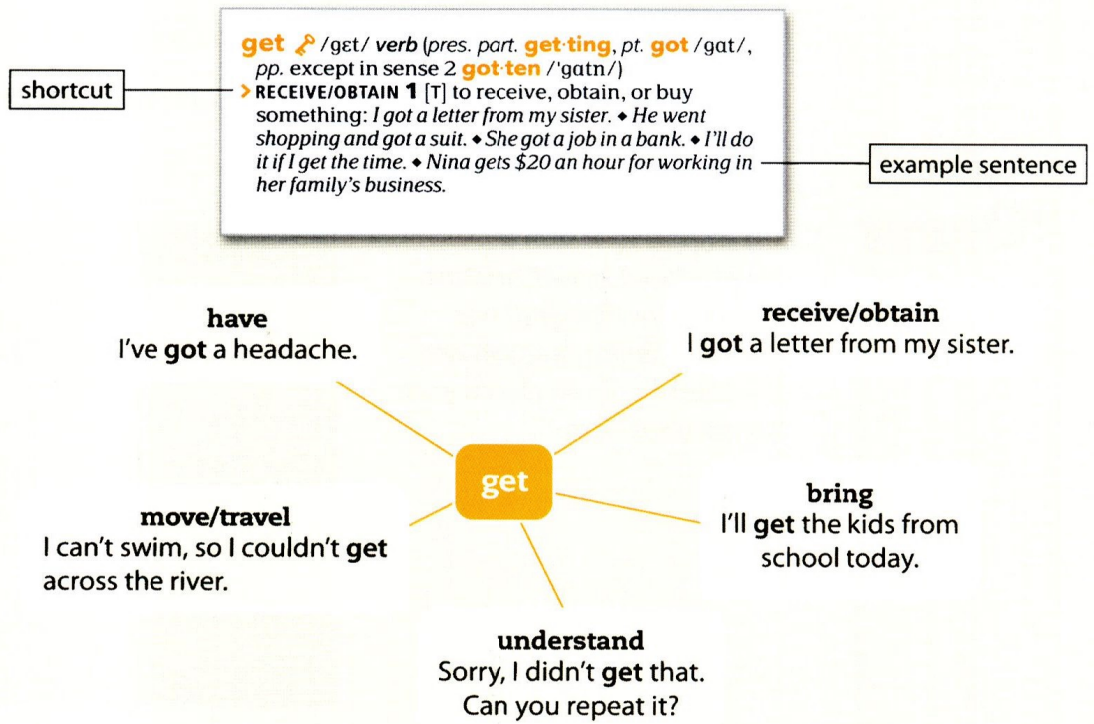 get /gɛt/ verb (pres. part. get·ting, pt. got /gɑt/,
pp. except in sense 2 got·ten /ˈgɑtn/)
shortcut
> RECEIVE/OBTAIN 1 [T] to receive, obtain, or buy
something: I got a letter from my sister. ◆ He went
shopping and got a suit. ◆ She got a job in a bank. ◆ I'll do
it if I get the time. ◆ Nina gets $20 an hour for working in
her family's business.
example sentence
have
I've got a headache.
receive/obtain
I got a letter from my sister.
get
move/travel
I can't swim, so I couldn't get
across the river.
bring
I'll get the kids from
school today.
understand
Sorry, I didn't get that.
Can you repeat it?